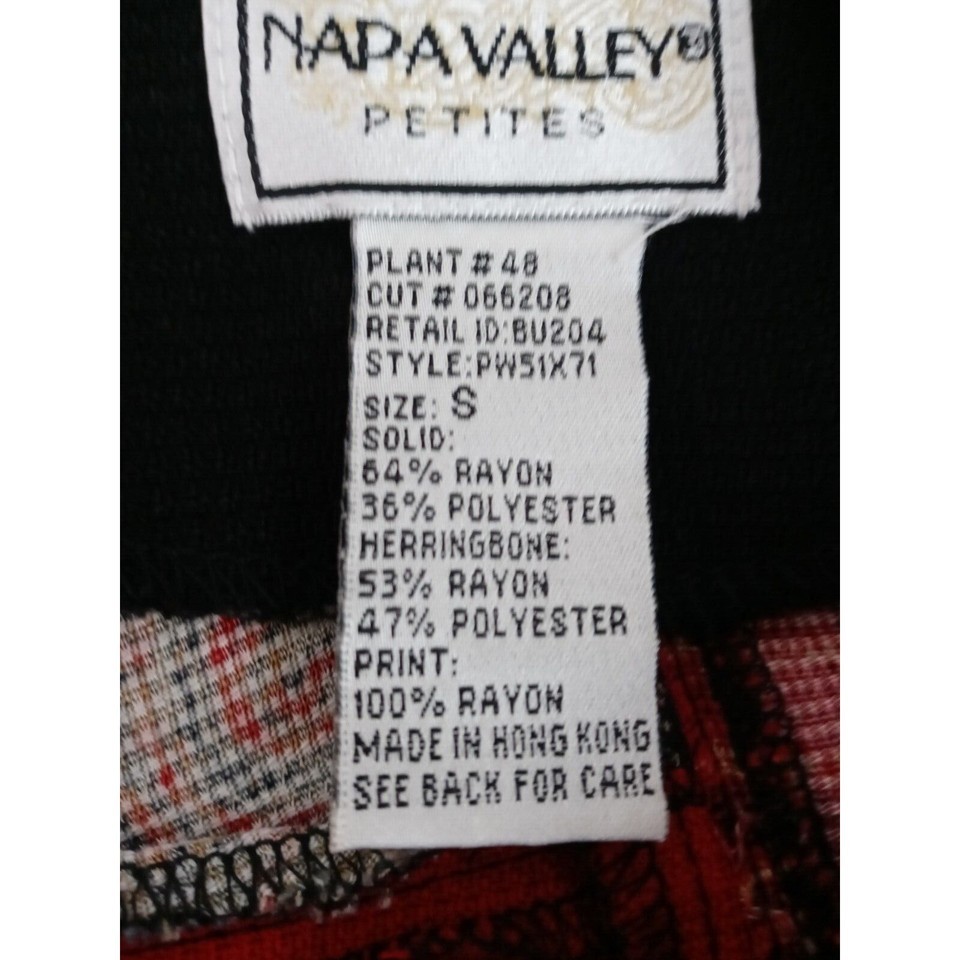 NAPA VALLEY®
PETITES
PLANT # 48
CUT # 066208
RETAIL ID:BU204
STYLE:PW51X71
SIZE: S
SOLID:
64% RAYON
36% POLYESTER
HERRINGBONE:
53% RAYON
47% POLYESTER
PRINT:
100% RAYON
MADE IN HONG KONG
SEE BACK FOR CARE